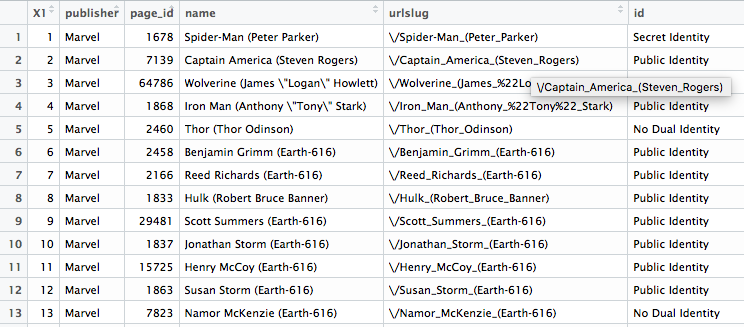 X1 publisher page_id name urlslug id
1 1 Marvel 1678 Spider-Man (Peter Parker) \/Spider-Man_(Peter_Parker) Secret Identity
2 2 Marvel 7139 Captain America (Steven Rogers) \/Captain_America_(Steven_Rogers) Public Identity
3 3 Marvel 64786 Wolverine (James \"Logan\" Howlett) \/Wolverine_(James_%22Lo
\/Captain_America_(Steven_Rogers)
4 4 Marvel 1868 Iron Man (Anthony \"Tony\" Stark) \/Iron_Man_(Anthony_%22Tony%22_Stark) Public Identity
5 5 Marvel 2460 Thor (Thor Odinson) \/Thor_(Thor_Odinson) No Dual Identity
6 6 Marvel 2458 Benjamin Grimm (Earth-616) \/Benjamin_Grimm_(Earth-616) Public Identity
7 7 Marvel 2166 Reed Richards (Earth-616) \/Reed_Richards_(Earth-616) Public Identity
8 8 Marvel 1833 Hulk (Robert Bruce Banner) \/Hulk_(Robert_Bruce_Banner) Public Identity
9 9 Marvel 29481 Scott Summers (Earth-616) \/Scott_Summers_(Earth-616) Public Identity
10 10 Marvel 1837 Jonathan Storm (Earth-616) \/Jonathan_Storm_(Earth-616) Public Identity
11 11 Marvel 15725 Henry McCoy (Earth-616) \/Henry_McCoy_(Earth-616) Public Identity
12 12 Marvel 1863 Susan Storm (Earth-616) \/Susan_Storm_(Earth-616) Public Identity
13 13 Marvel 7823 Namor McKenzie (Earth-616) \/Namor_McKenzie_(Earth-616) No Dual Identity